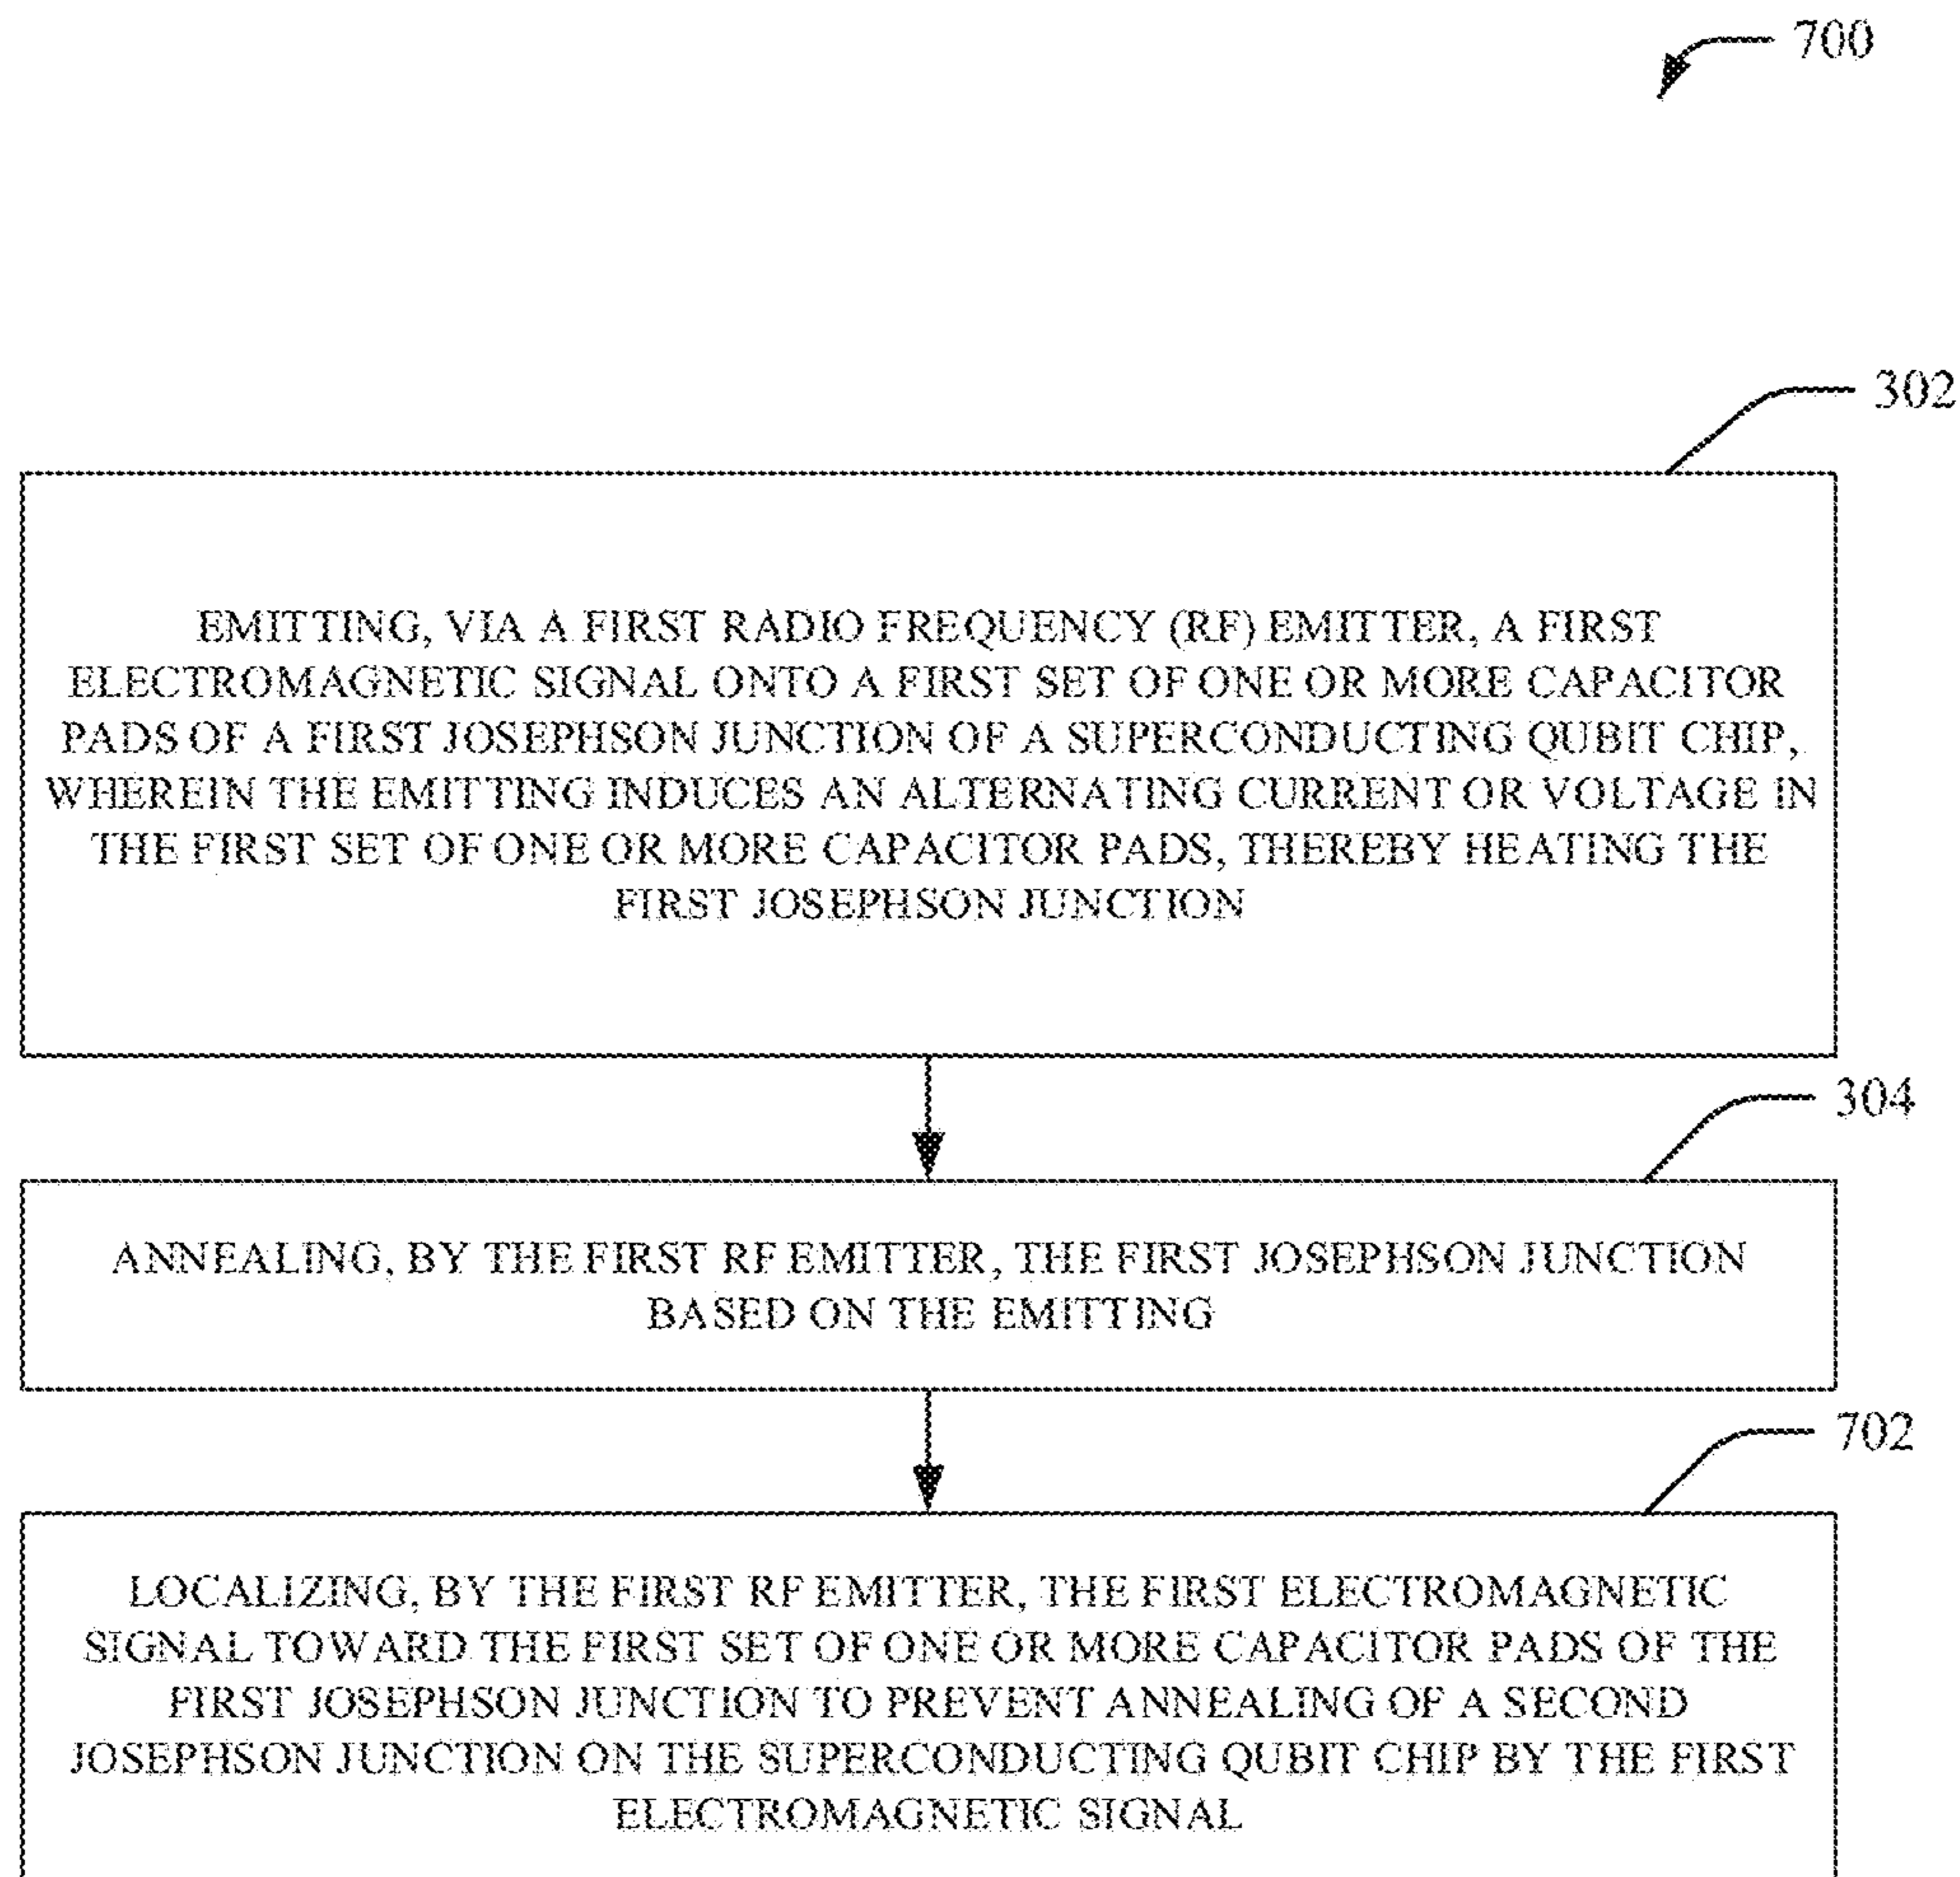 700
302
EMITTING, VIA A FIRST RADIO FREQUENCY (RF) EMITTER, A FIRST
ELECTROMAGNETIC SIGNAL ONTO A FIRST SET OF ONE OR MORE CAPACITOR
PADS OF A FIRST JOSEPHSON JUNCTION OF A SUPERCONDUCTING QUBIT CHIP,
WHEREIN THE EMITTING INDUCES AN ALTERNATING CURRENT OR VOLTAGE IN
THE FIRST SET OF ONE OR MORE CAPACITOR PADS, THEREBY HEATING THE
FIRST JOSEPHSON JUNCTION
304
ANNEALING, BY THE FIRST RF EMITTER, THE FIRST JOSEPHSON JUNCTION
BASED ON THE EMITTING
702
LOCALIZING, BY THE FIRST RF EMITTER, THE FIRST ELECTROMAGNETIC
SIGNAL TOWARD THE FIRST SET OF ONE OR MORE CAPACITOR PADS OF THE
FIRST JOSEPHSON JUNCTION TO PREVENT ANNEALING OF A SECOND
JOSEPHSON JUNCTION ON THE SUPERCONDUCTING QUBIT CHIP BY THE FIRST
ELECTROMAGNETIC SIGNAL